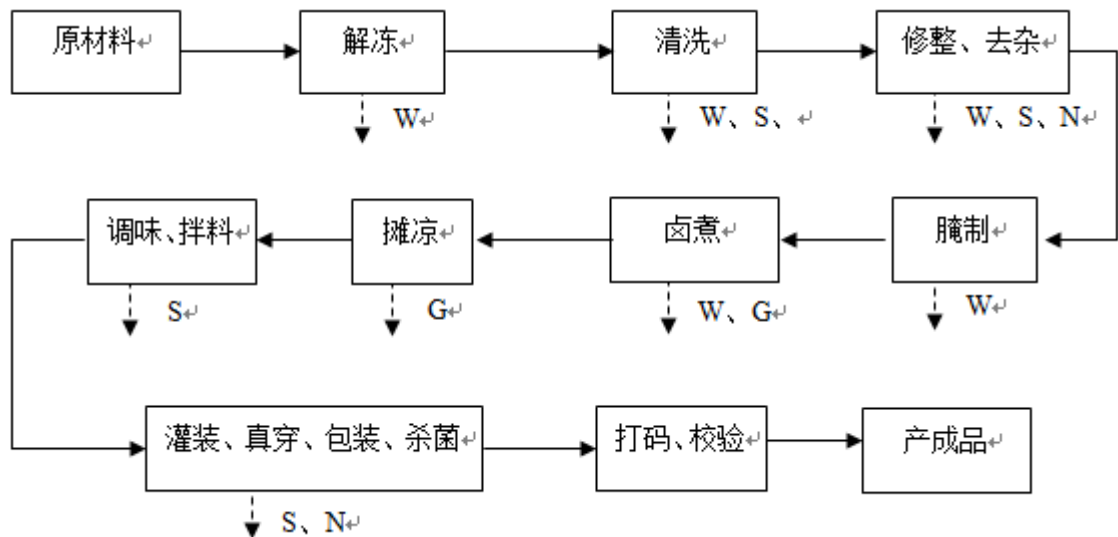 原材料
解冻
清洗
修整、去杂
W
W、S、
W、S、N
调味、拌料
摊凉
卤煮
腌制
S
G
W、G
W
灌装、真穿、包装、杀菌
打码、校验
产成品
S、N